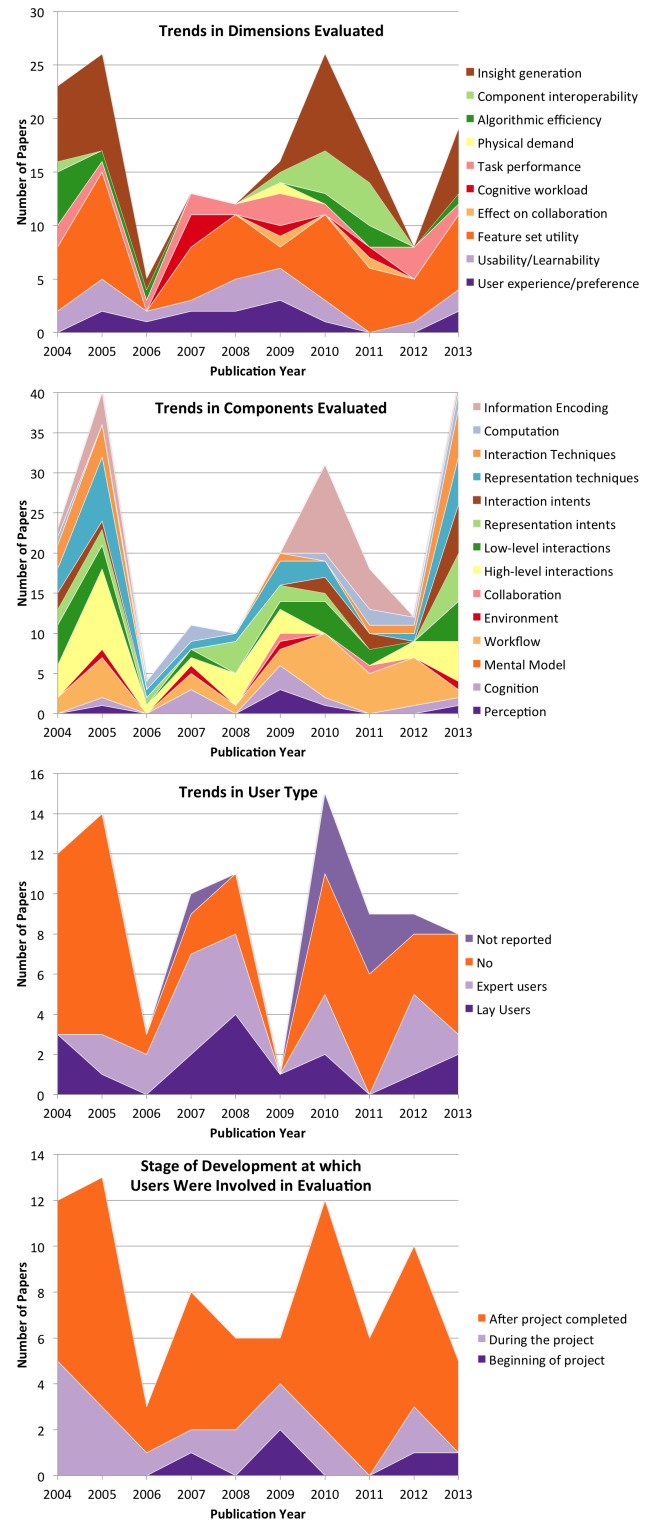 Trends in Dimensions Evaluated
Number of Papers
30
25
20
15
10
5
0
2004 2005 2006 2007 2008 2009 2010 2011 2012 2013
Publication Year
Insight generation
Component interoperability
Algorithmic efficiency
Physical demand
Task performance
Cognitive workload
Effect on collaboration
Feature set utility
Usability/Learnability
User experience/preference
Trends in Components Evaluated
Number of Papers
40
35
30
25
20
15
10
5
0
2004 2005 2006 2007 2008 2009 2010 2011 2012 2013
Publication Year
Information Encoding
Computation
Interaction Techniques
Representation techniques
Interaction intents
Representation intents
Low-level interactions
High-level interactions
Collaboration
Environment
Workflow
Mental Model
Cognition
Perception
Trends in User Type
Number of Papers
16
14
12
10
8
6
4
2
0
2004 2005 2006 2007 2008 2009 2010 2011 2012 2013
Publication Year
Not reported
No
Expert users
Lay Users
Stage of Development at which
Users Were Involved in Evaluation
Number of Papers
14
12
10
8
6
4
2
0
2004 2005 2006 2007 2008 2009 2010 2011 2012 2013
Publication Year
After project completed
During the project
Beginning of project